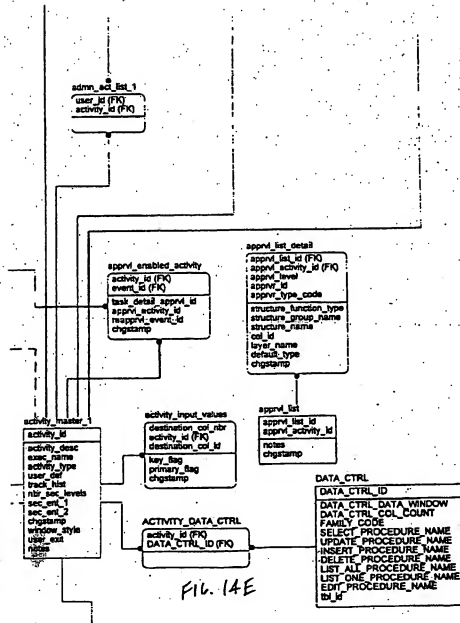 admn_act_list_1
user_id (FK)
activity_id (FK)
apprvl_enabled_activity
activity_id (FK)
event_id (FK)
task_detail_apprvl_id
apprvl_activity_id
reapprvl_event_id
chgstamp
apprvl_list_detail
apprvl_list_id (FK)
apprvl_activity_id (FK)
apprvl_level
apprvr_id
apprvr_type_code
structure_function_type
structure_group_name
structure_name
col_id
layer_name
default_type
chgstamp
apprvl_list
apprvl_list_id
apprvl_activity_id
notes
chgstamp
activity_master_1
activity_id
activity_desc
exec_name
activity_type
user_def
track_hist
nbr_sec_levels
sec_ent_1
sec_ent_2
chgstamp
window_style
user_exit
notes
activity_input_values
destination_col_nbr
activity_id (FK)
destination_col_id
key_flag
primary_flag
chgstamp
ACTIVITY_DATA_CTRL
activity_id (FK)
DATA_CTRL_ID (FK)
DATA_CTRL
DATA_CTRL_ID
DATA_CTRL_DATA_WINDOW
DATA_CTRL_COL_COUNT
FAMILY_CODE
SELECT_PROCEDURE_NAME
UPDATE_PROCEDURE_NAME
INSERT_PROCEDURE_NAME
DELETE_PROCEDURE_NAME
LIST_ALL_PROCEDURE_NAME
LIST_ONE_PROCEDURE_NAME
EDIT_PROCEDURE_NAME
tbl_id
FIG. 14E